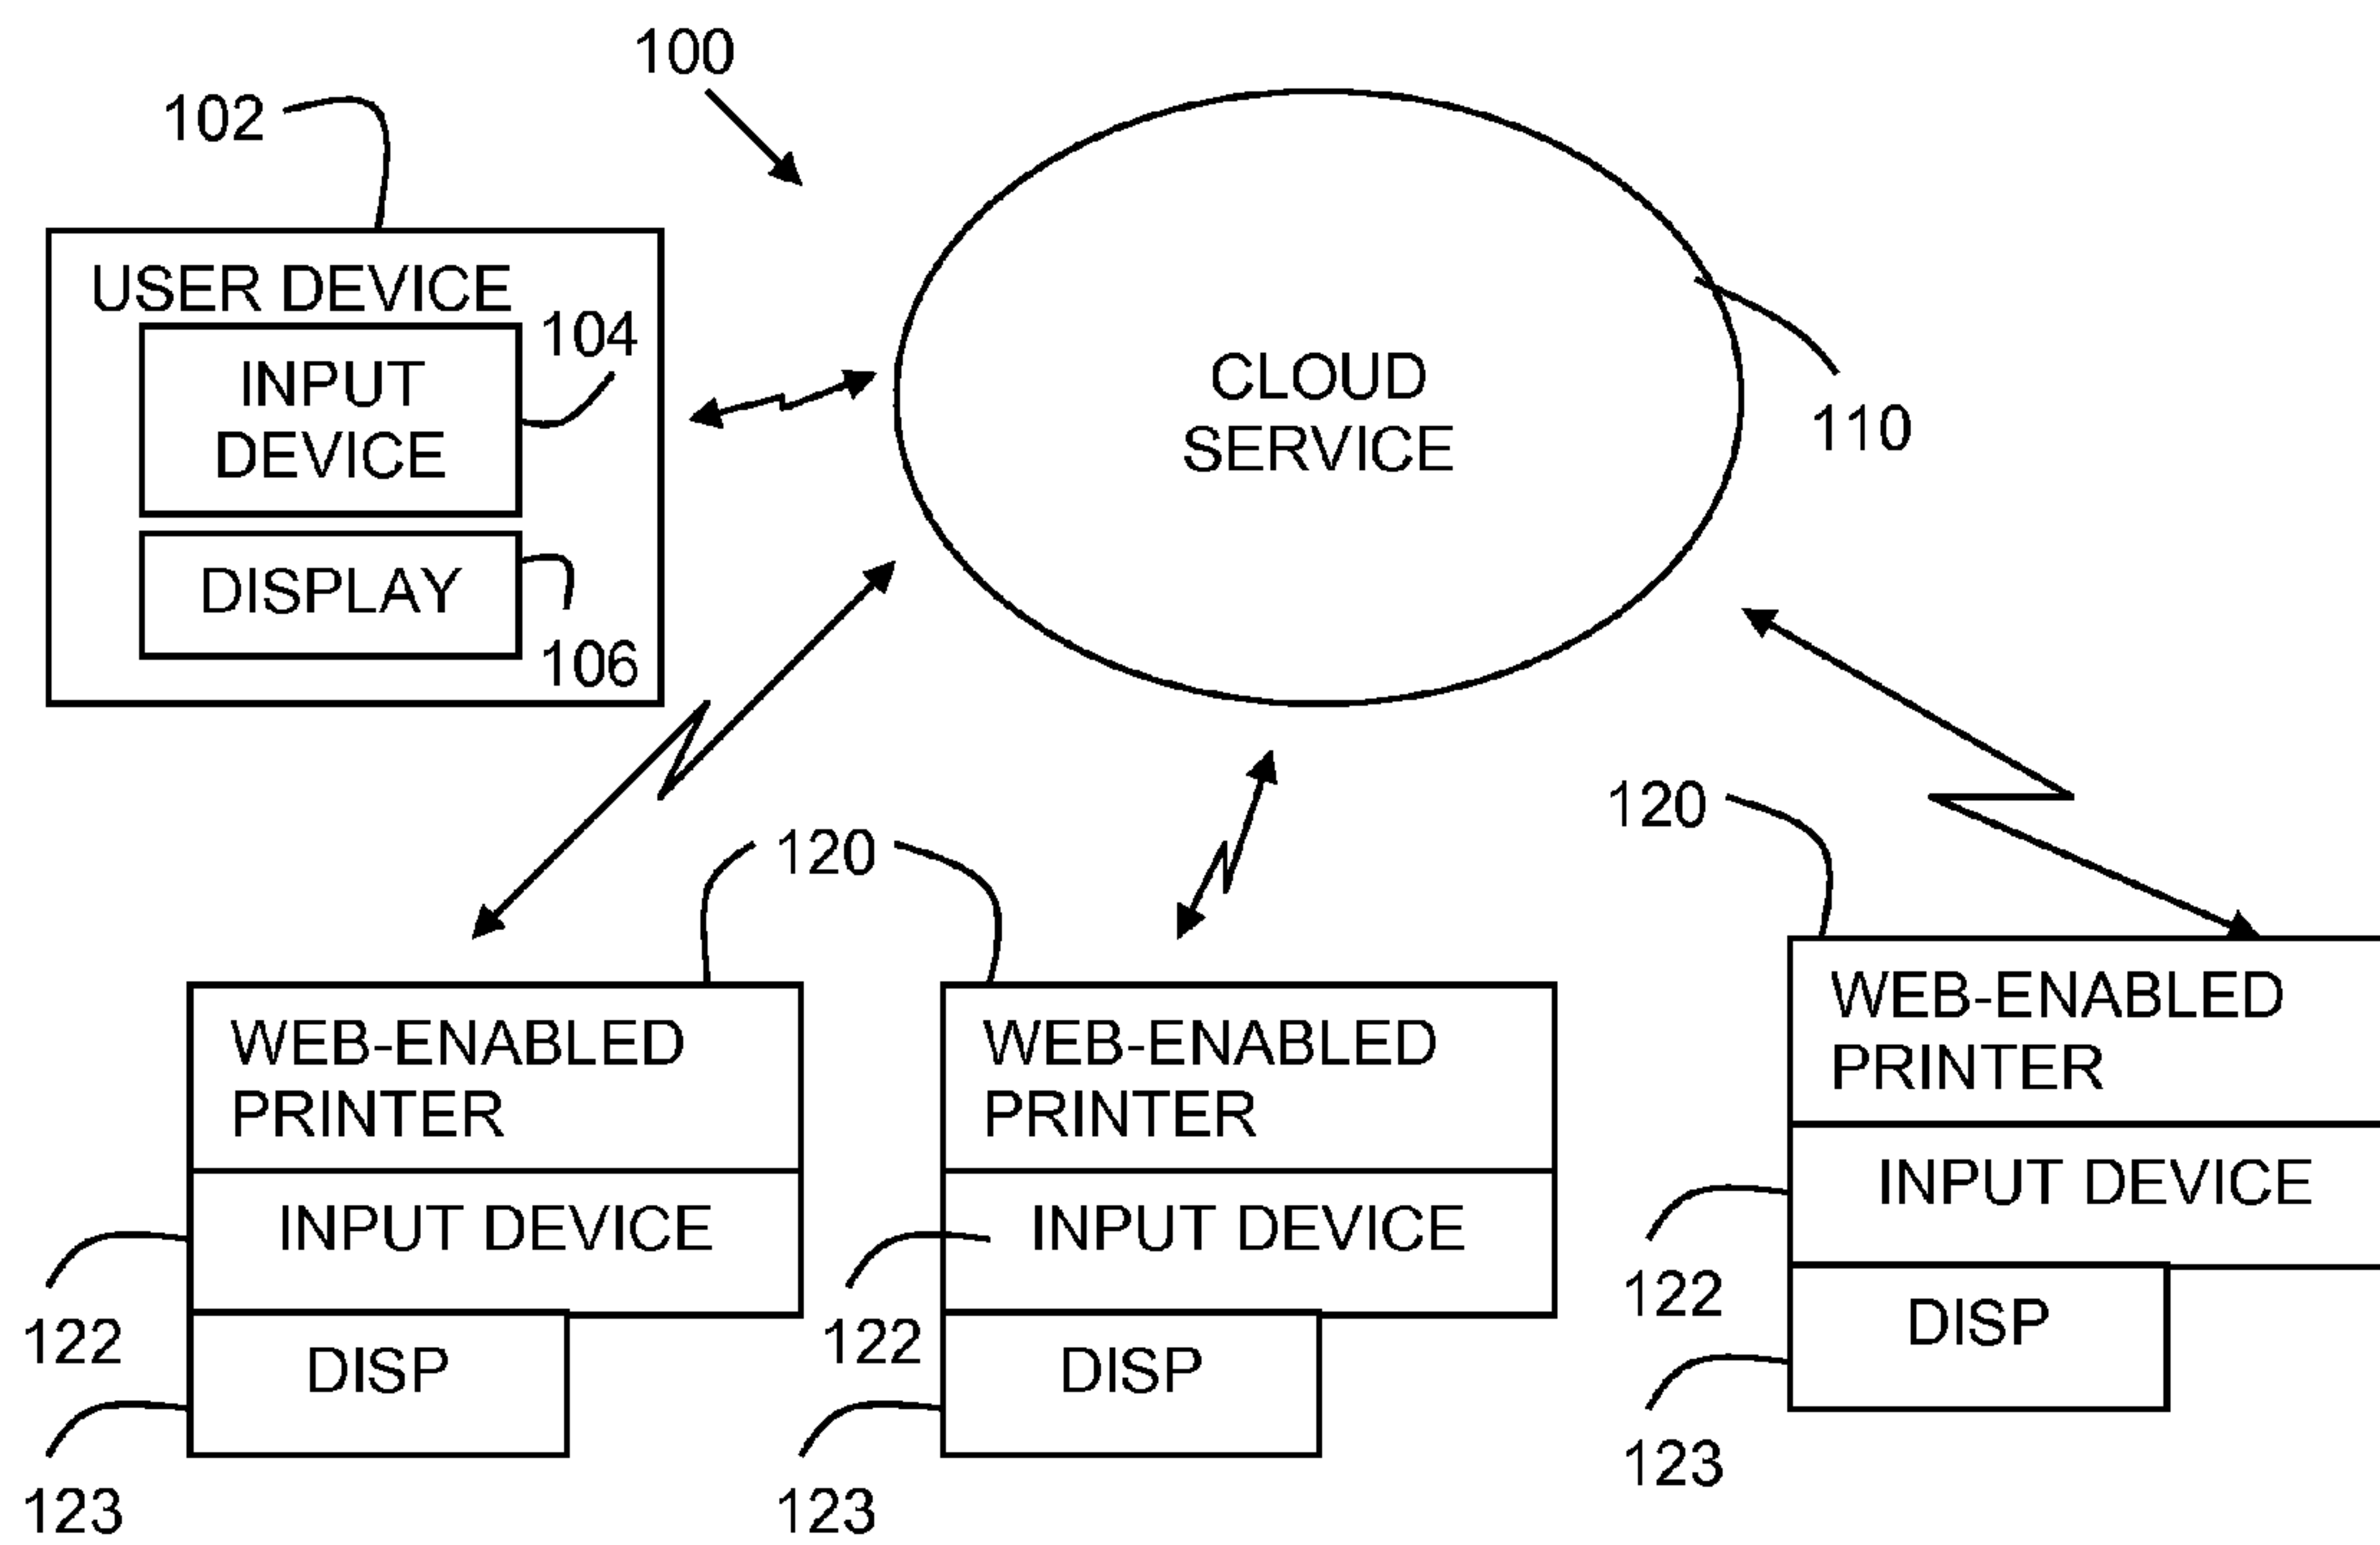 100
102
USER DEVICE
104
INPUT
DEVICE
DISPLAY
106
CLOUD
SERVICE
110
120
120
WEB-ENABLED
PRINTER
INPUT DEVICE
122
DISP
123
WEB-ENABLED
PRINTER
INPUT DEVICE
122
DISP
123
WEB-ENABLED
PRINTER
INPUT DEVICE
122
DISP
123